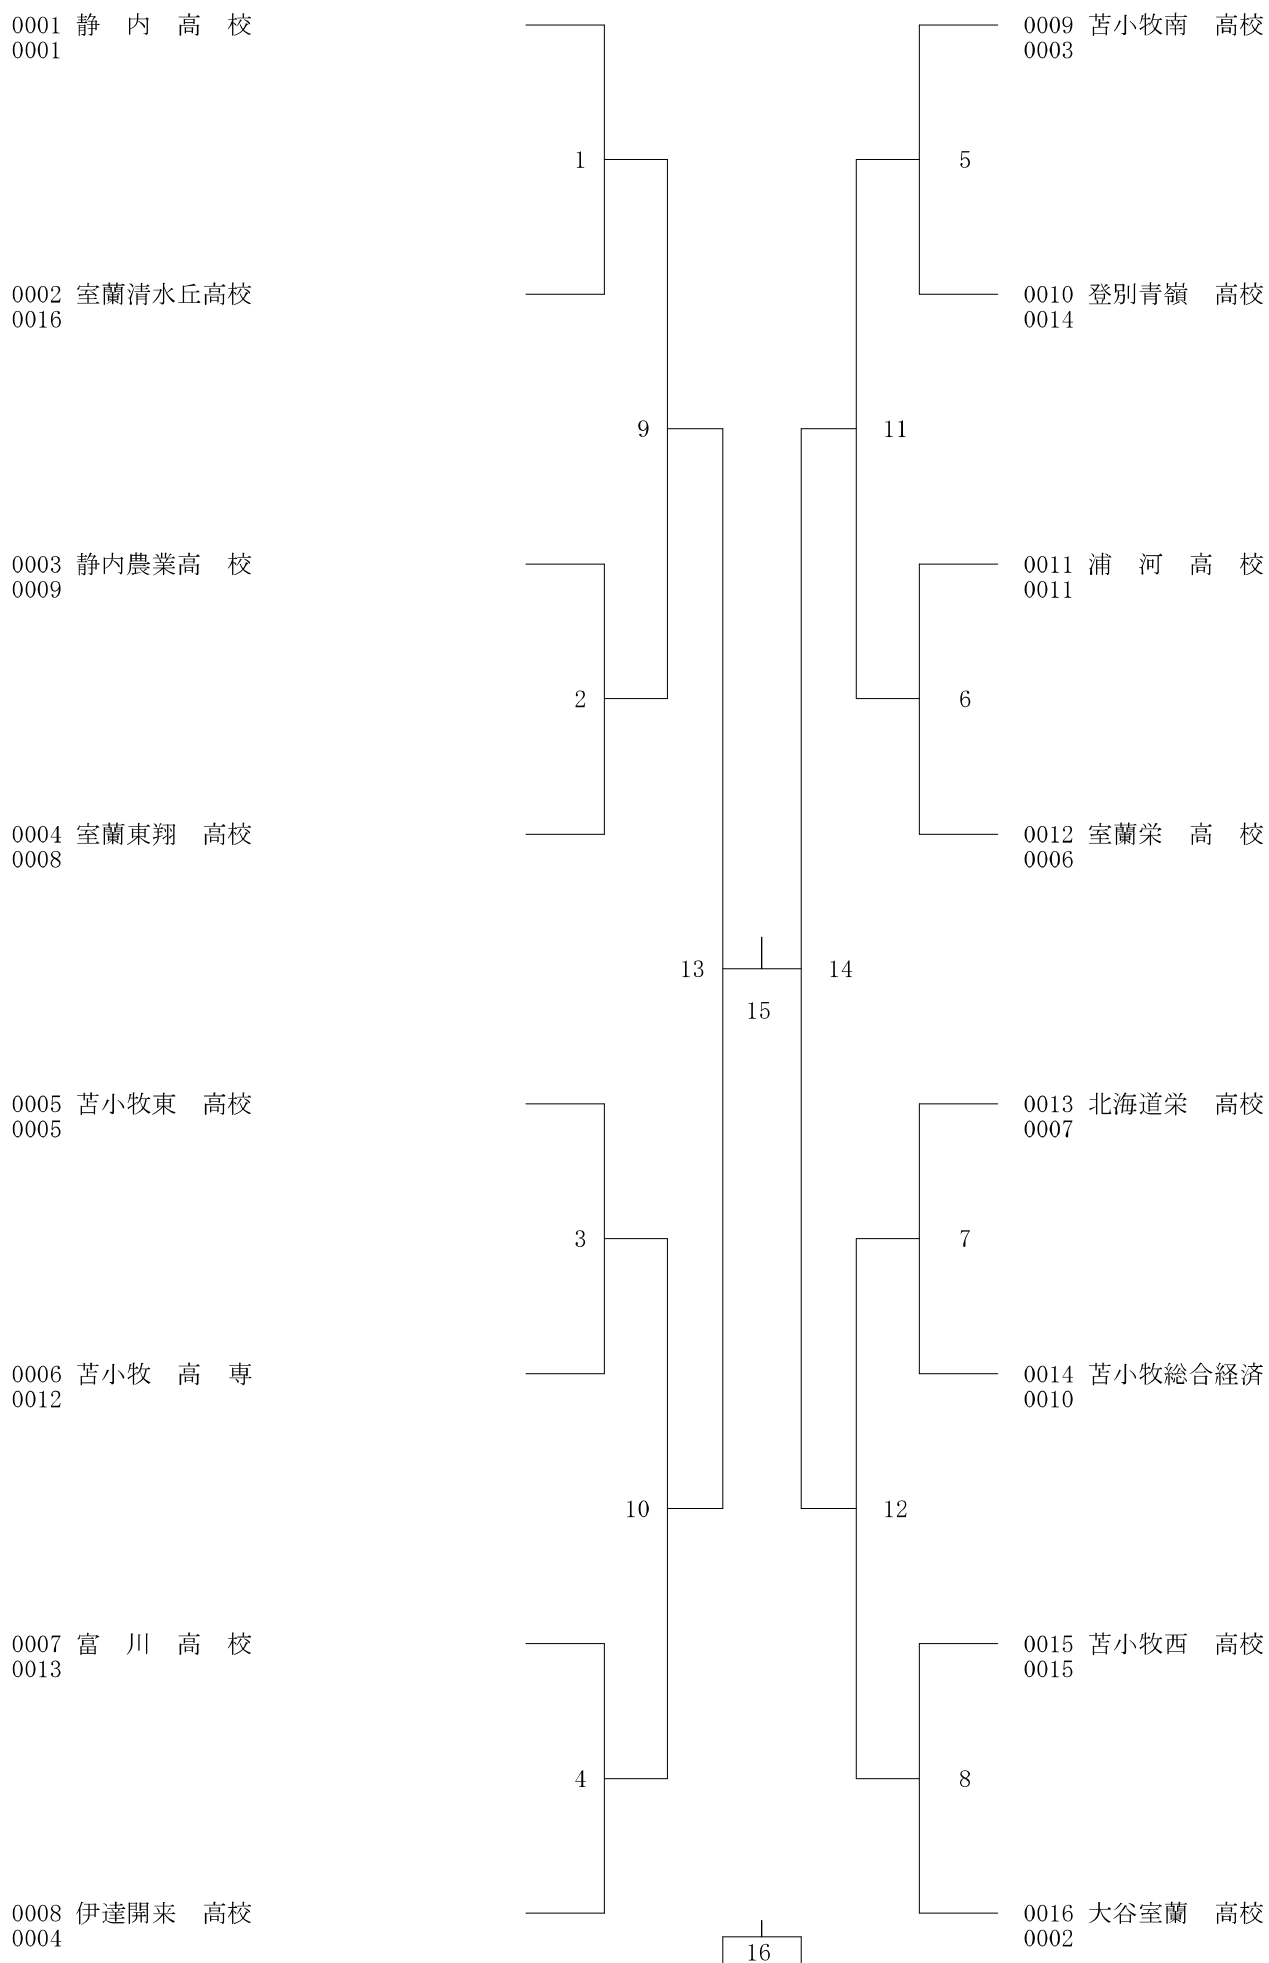 0001 静　内　高　校
0001
1
0002 室蘭清水丘高校
0016
9
0003 静内農業高　校
0009
2
0004 室蘭東翔　高校
0008
13
0005 苫小牧東　高校
0005
3
0006 苫小牧　高　専
0012
10
0007 富　川　高　校
0013
4
0008 伊達開来　高校
0004
15
16
0009 苫小牧南　高校
0003
5
0010 登別青嶺　高校
0014
11
0011 浦　河　高　校
0011
6
0012 室蘭栄　高　校
0006
14
0013 北海道栄　高校
0007
7
0014 苫小牧総合経済
0010
12
0015 苫小牧西　高校
0015
8
0016 大谷室蘭　高校
0002